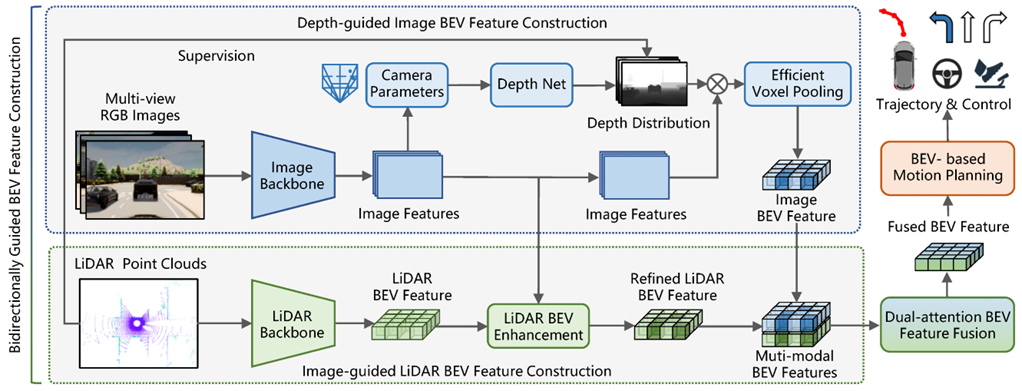 Bidirectionally Guided BEV Feature Construction
Depth-guided Image BEV Feature Construction
Supervision
Multi-view
RGB Images
Image
Backbone
Camera
Parameters
Depth Net
Depth Distribution
Efficient
Voxel Pooling
Image Features
Image Features
Image
BEV Feature
LiDAR Point Clouds
LiDAR
Backbone
LiDAR
BEV Feature
LiDAR BEV
Enhancement
Refined LiDAR
BEV Feature
Muti-modal
BEV Features
Image-guided LiDAR BEV Feature Construction
Trajectory & Control
BEV- based
Motion Planning
Fused BEV Feature
Dual-attention BEV
Feature Fusion